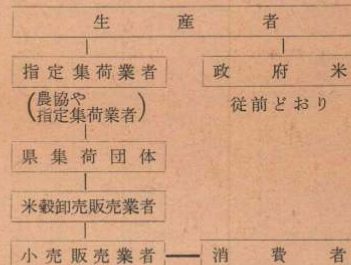 生産者
指定集荷業者 政府米
(農協や
指定集荷業者) 従前どおり
県集荷団体
米穀卸売販売業者
小売販売業者 消費者